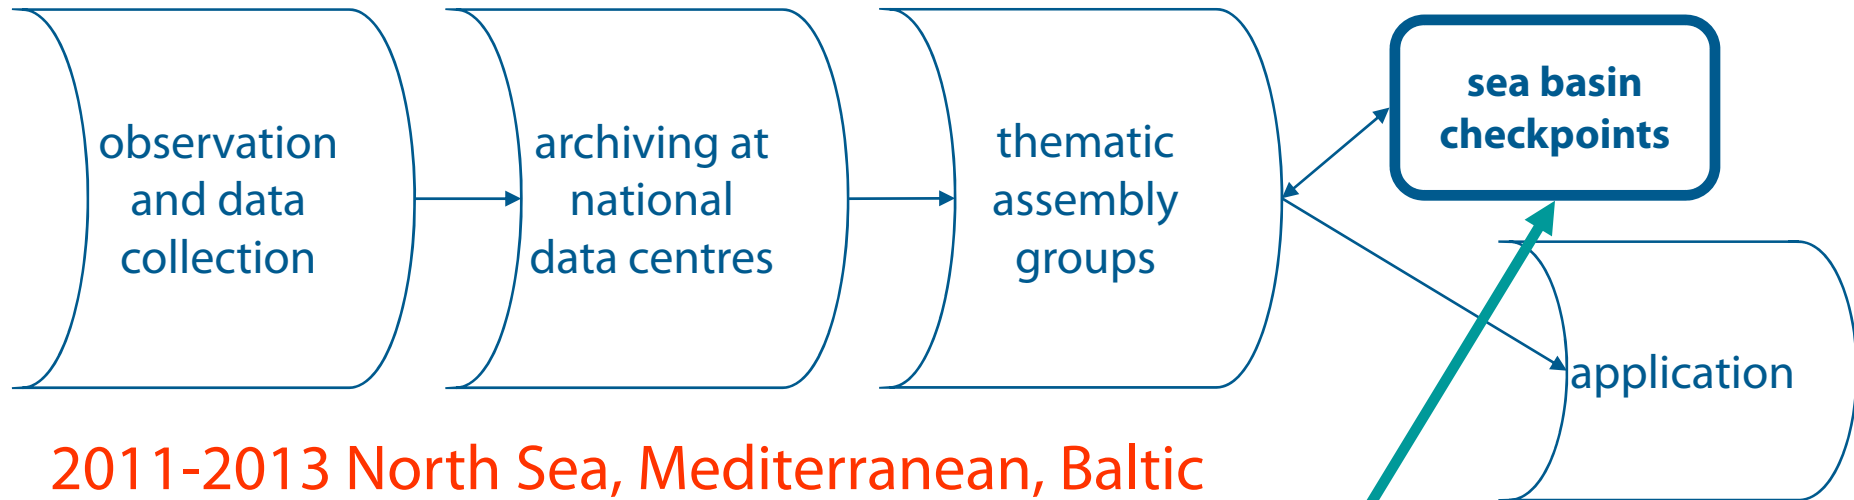 observation
and data
collection
archiving at
national
data centres
thematic
assembly
groups
sea basin
checkpoints
application
2011-2013 North Sea, Mediterranean, Baltic